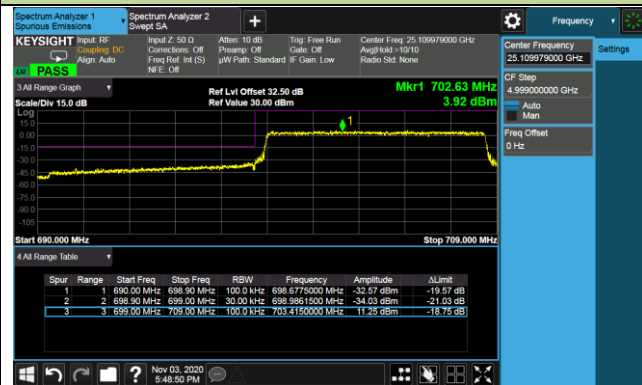 Spectrum Analyzer 1
Spurious Emissions
Spectrum Analyzer 2
Swept SA
Frequency
KEYSIGHT
Input: RF
Coupling: DC
Align: Auto
Input Z: 50 Ω
Corrections: Off
Freq Ref: Int (S)
NFE: Off
Atten: 10 dB
Preamp: Off
µW Path: Standard
Trig: Free Run
Gate: Off
IF Gain: Low
Center Freq: 25.109979000 GHz
Avg|Hold:>10/10
Radio Std: None
PASS
Center Frequency
25.109979000 GHz
Settings
CF Step
4.999000000 GHz
Auto
Man
Freq Offset
0 Hz
3 All Range Graph
Scale/Div 15.0 dB
Ref Lvl Offset 32.50 dB
Ref Value 30.00 dBm
Mkr1 702.63 MHz
3.92 dBm
Log
15.0
0.00
-15.0
-30.0
-45.0
-60.0
-75.0
-90.0
-105
1
Start 690.000 MHz
Stop 709.000 MHz
4 All Range Table
Spur Range Start Freq Stop Freq RBW Frequency Amplitude ΔLimit
1 1 690.00 MHz 698.90 MHz 100.0 kHz 698.6775000 MHz -32.57 dBm -19.57 dB
2 2 698.90 MHz 699.00 MHz 30.00 kHz 698.9861500 MHz -34.03 dBm -21.03 dB
3 3 699.00 MHz 709.00 MHz 100.0 kHz 703.4150000 MHz 11.25 dBm -18.75 dB
Nov 03, 2020
5:48:50 PM